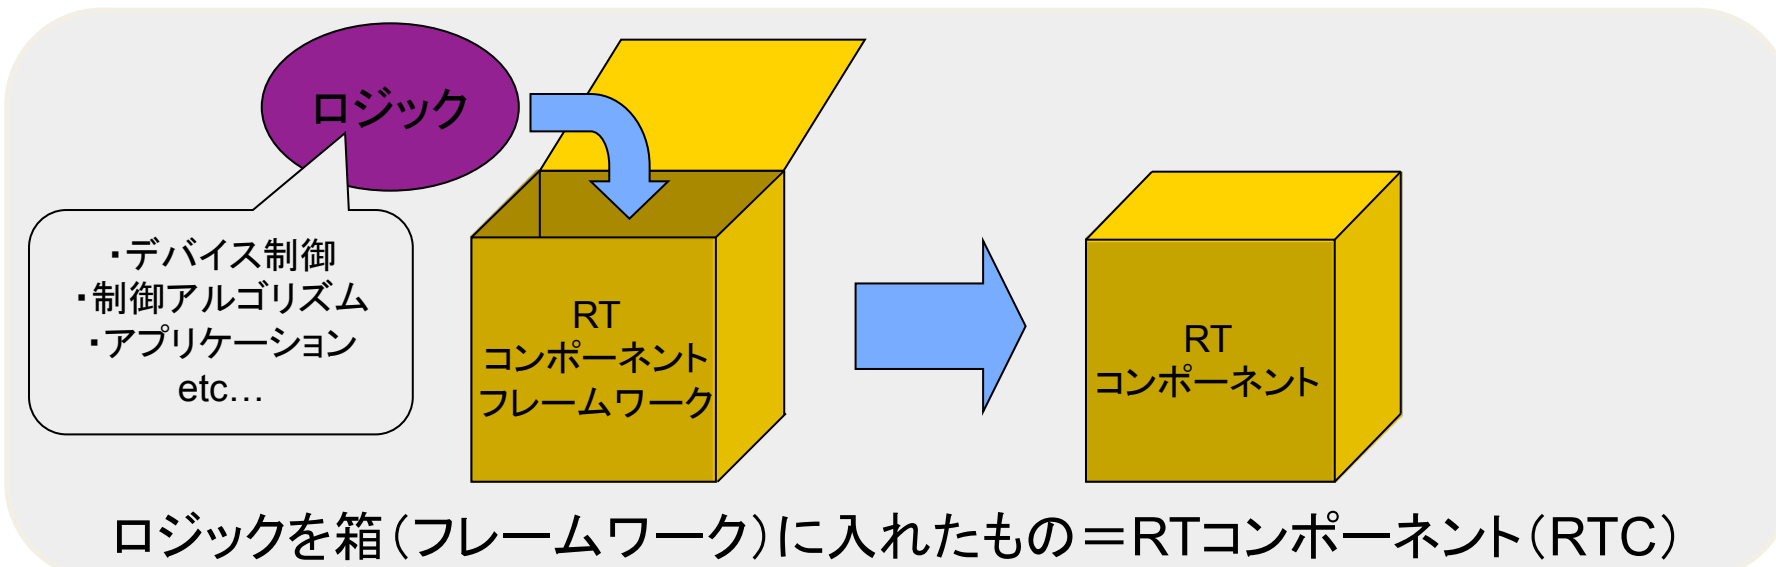 ロジック
・デバイス制御
・制御アルゴリズム
・アプリケーション
etc…
RT
コンポーネント
フレームワーク
RT
コンポーネント
ロジックを箱（フレームワーク）に入れたもの＝RTコンポーネント（RTC）